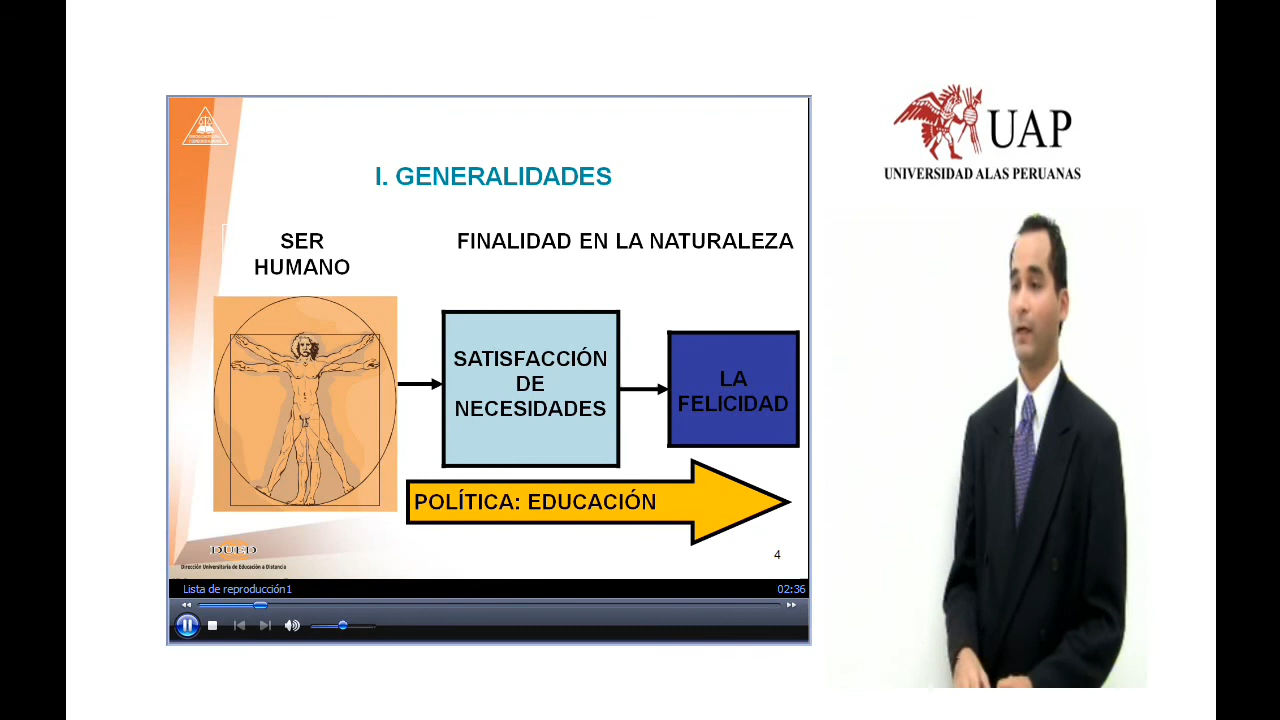 UAP
UNIVERSIDAD ALAS PERUANAS
I. GENERALIDADES
SER
HUMANO
FINALIDAD EN LA NATURALEZA
SATISFACCIÓN
DE
NECESIDADES
LA
FELICIDAD
POLÍTICA: EDUCACIÓN
DUED
Dirección Universitaria de Educación a Distancia
4
Lista de reproducción1
02:36